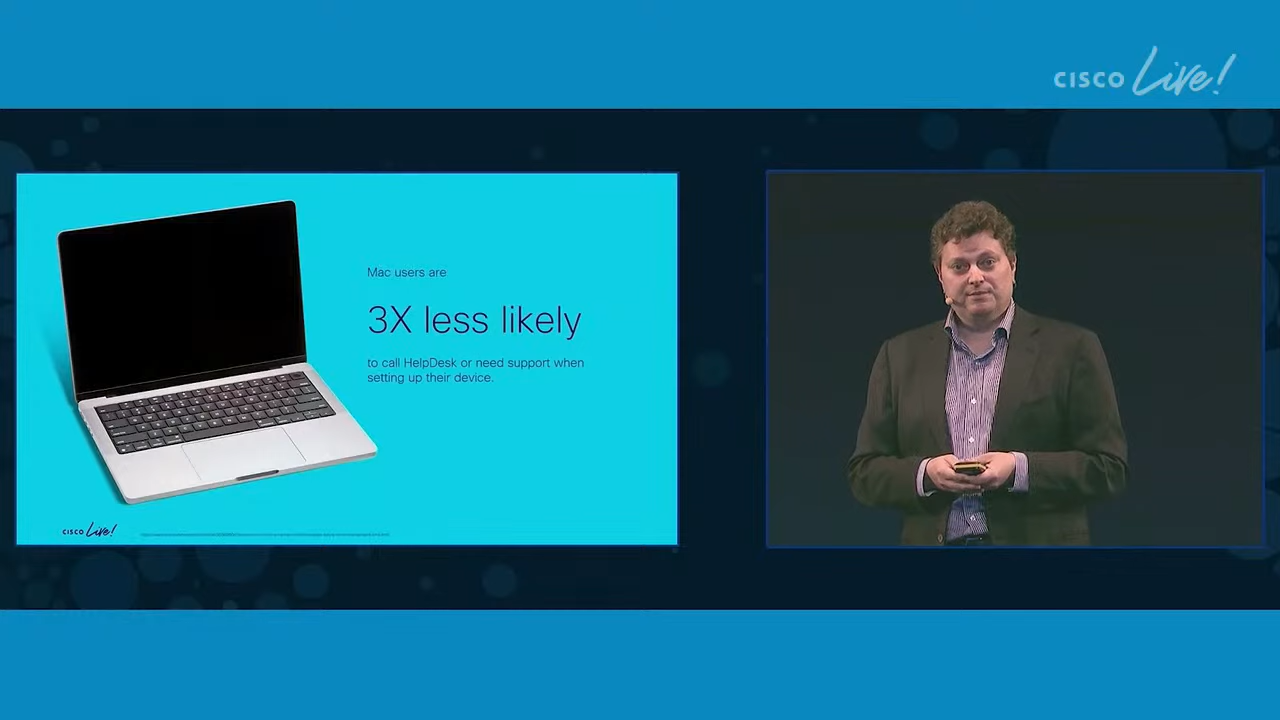 CISCO Live!
Mac users are
3X less likely
to call HelpDesk or need support when
setting up their device.
CISCO Live!